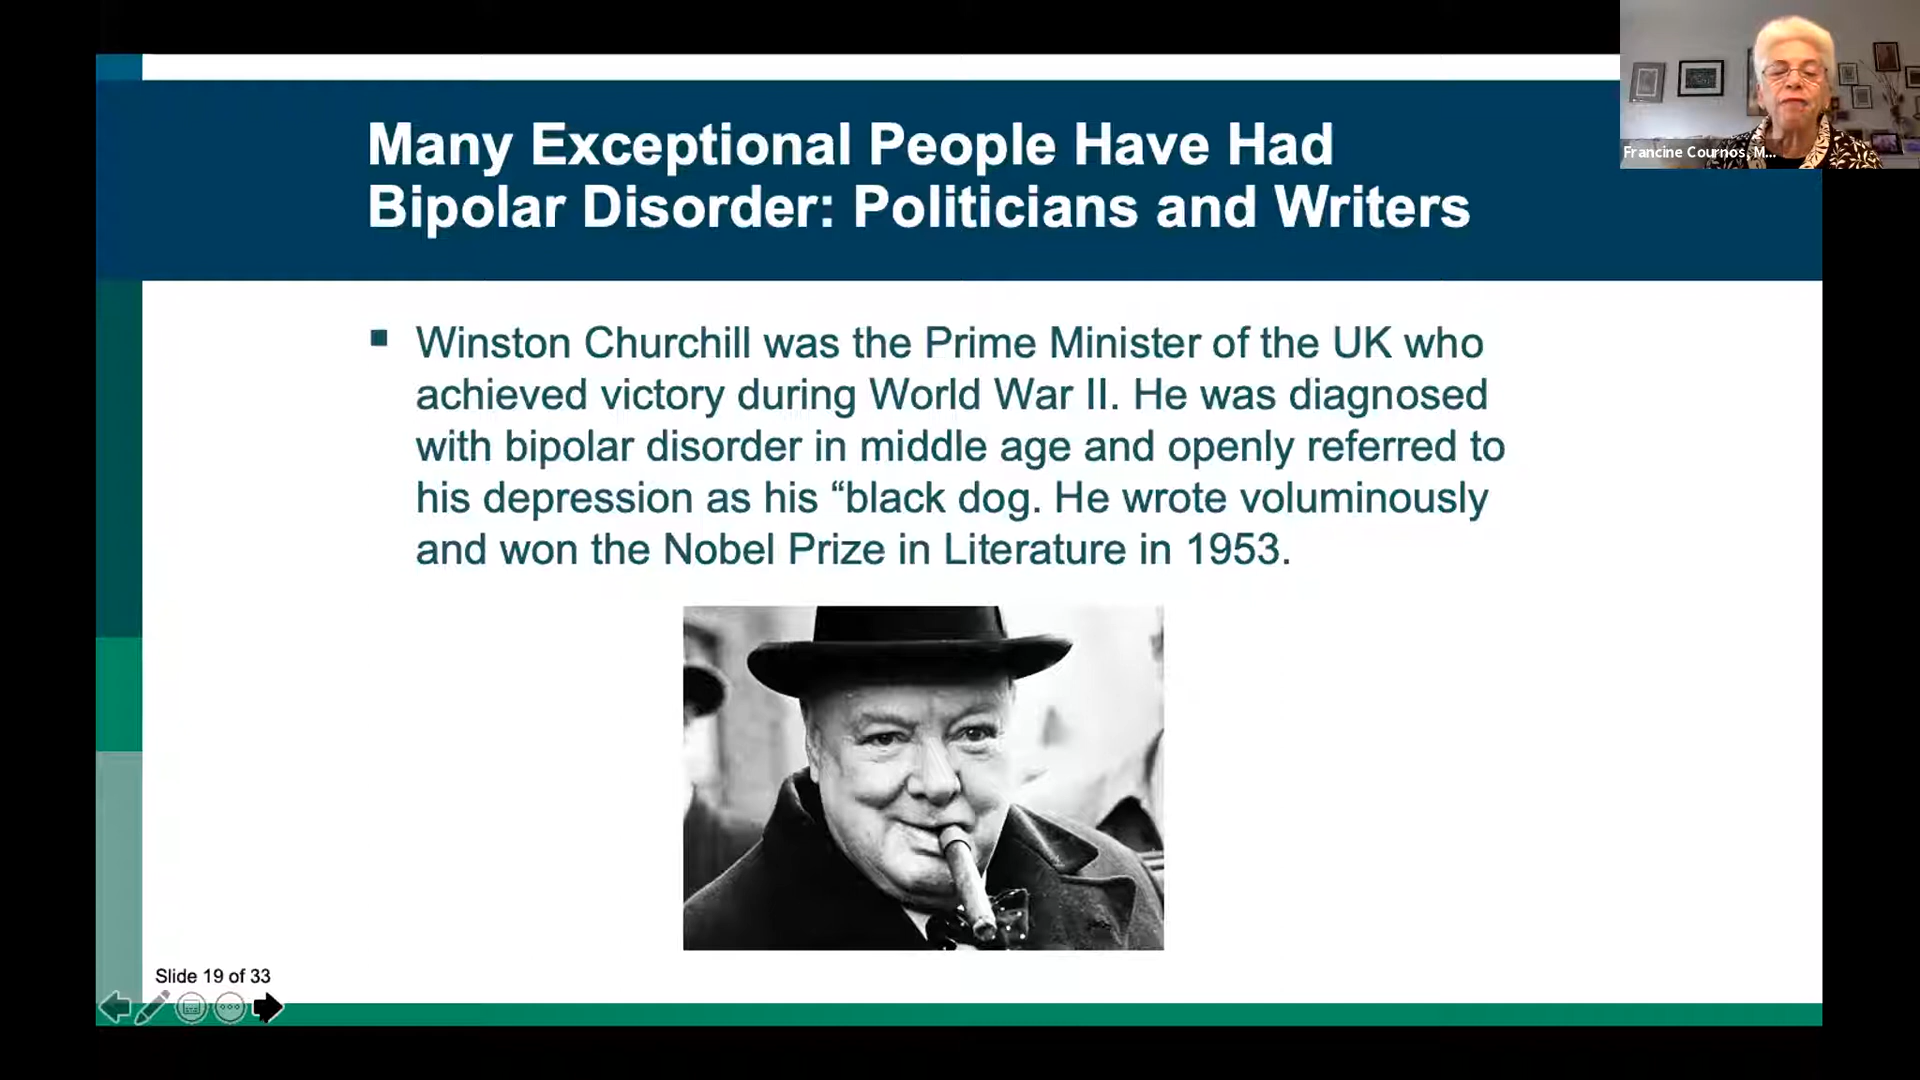 Many Exceptional People Have Had
Bipolar Disorder: Politicians and Writers
Francine Cournos, M...
■ Winston Churchill was the Prime Minister of the UK who
achieved victory during World War II. He was diagnosed
with bipolar disorder in middle age and openly referred to
his depression as his “black dog. He wrote voluminously
and won the Nobel Prize in Literature in 1953.
Slide 19 of 33